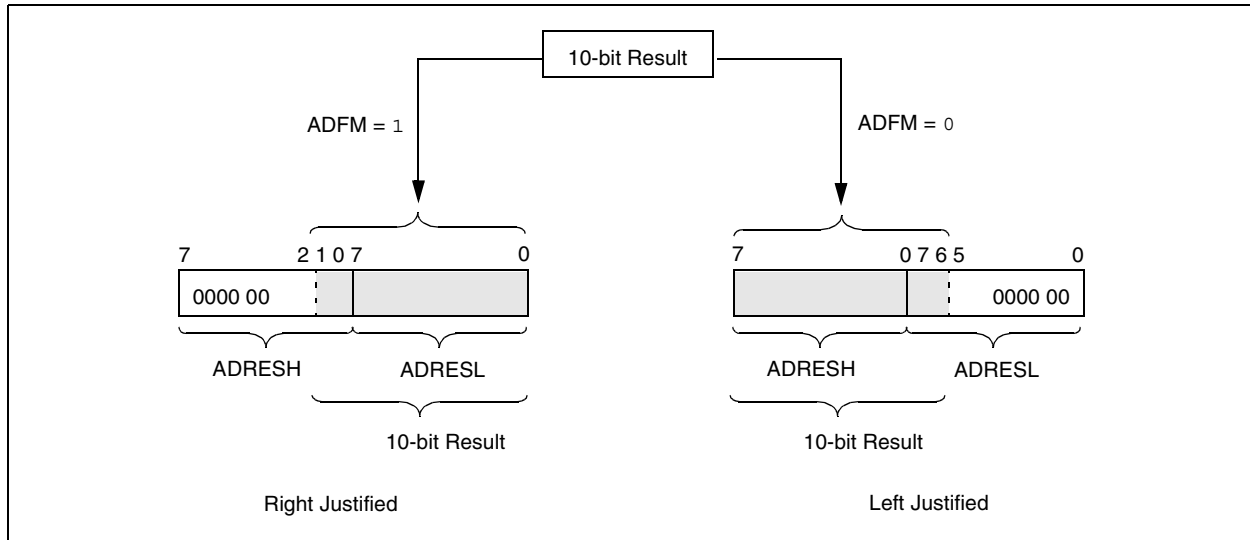 10-bit Result
ADFM = 1
ADFM = 0
7 2 1 0 7 0
0000 00
ADRESH ADRESL
10-bit Result
Right Justified
7 0 7 6 5 0
0000 00
ADRESH ADRESL
10-bit Result
Left Justified